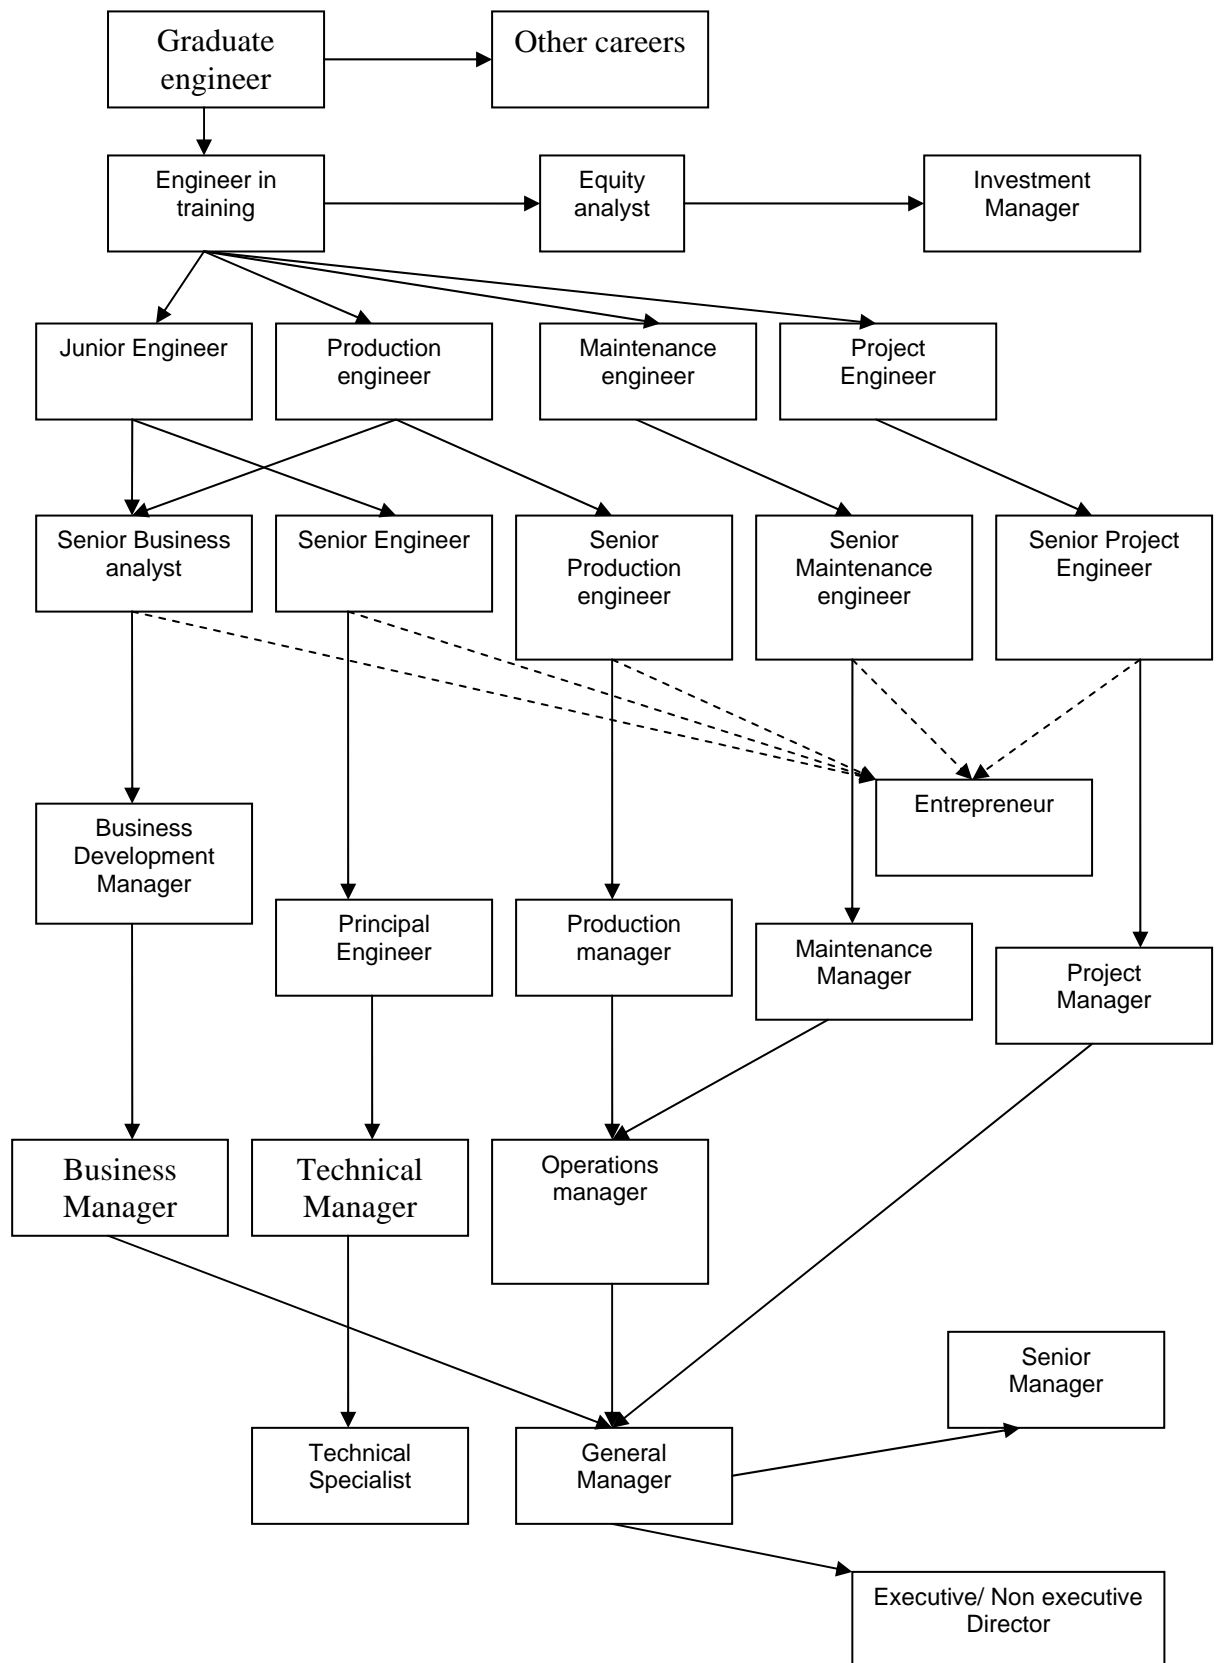 Graduate
engineer
Other careers
Engineer in
training
Equity
analyst
Investment
Manager
Junior Engineer
Production
engineer
Maintenance
engineer
Project
Engineer
Senior Business
analyst
Senior Engineer
Senior
Production
engineer
Senior
Maintenance
engineer
Senior Project
Engineer
Entrepreneur
Business
Development
Manager
Principal
Engineer
Production
manager
Maintenance
Manager
Project
Manager
Business
Manager
Technical
Manager
Operations
manager
Senior
Manager
Technical
Specialist
General
Manager
Executive/ Non executive
Director